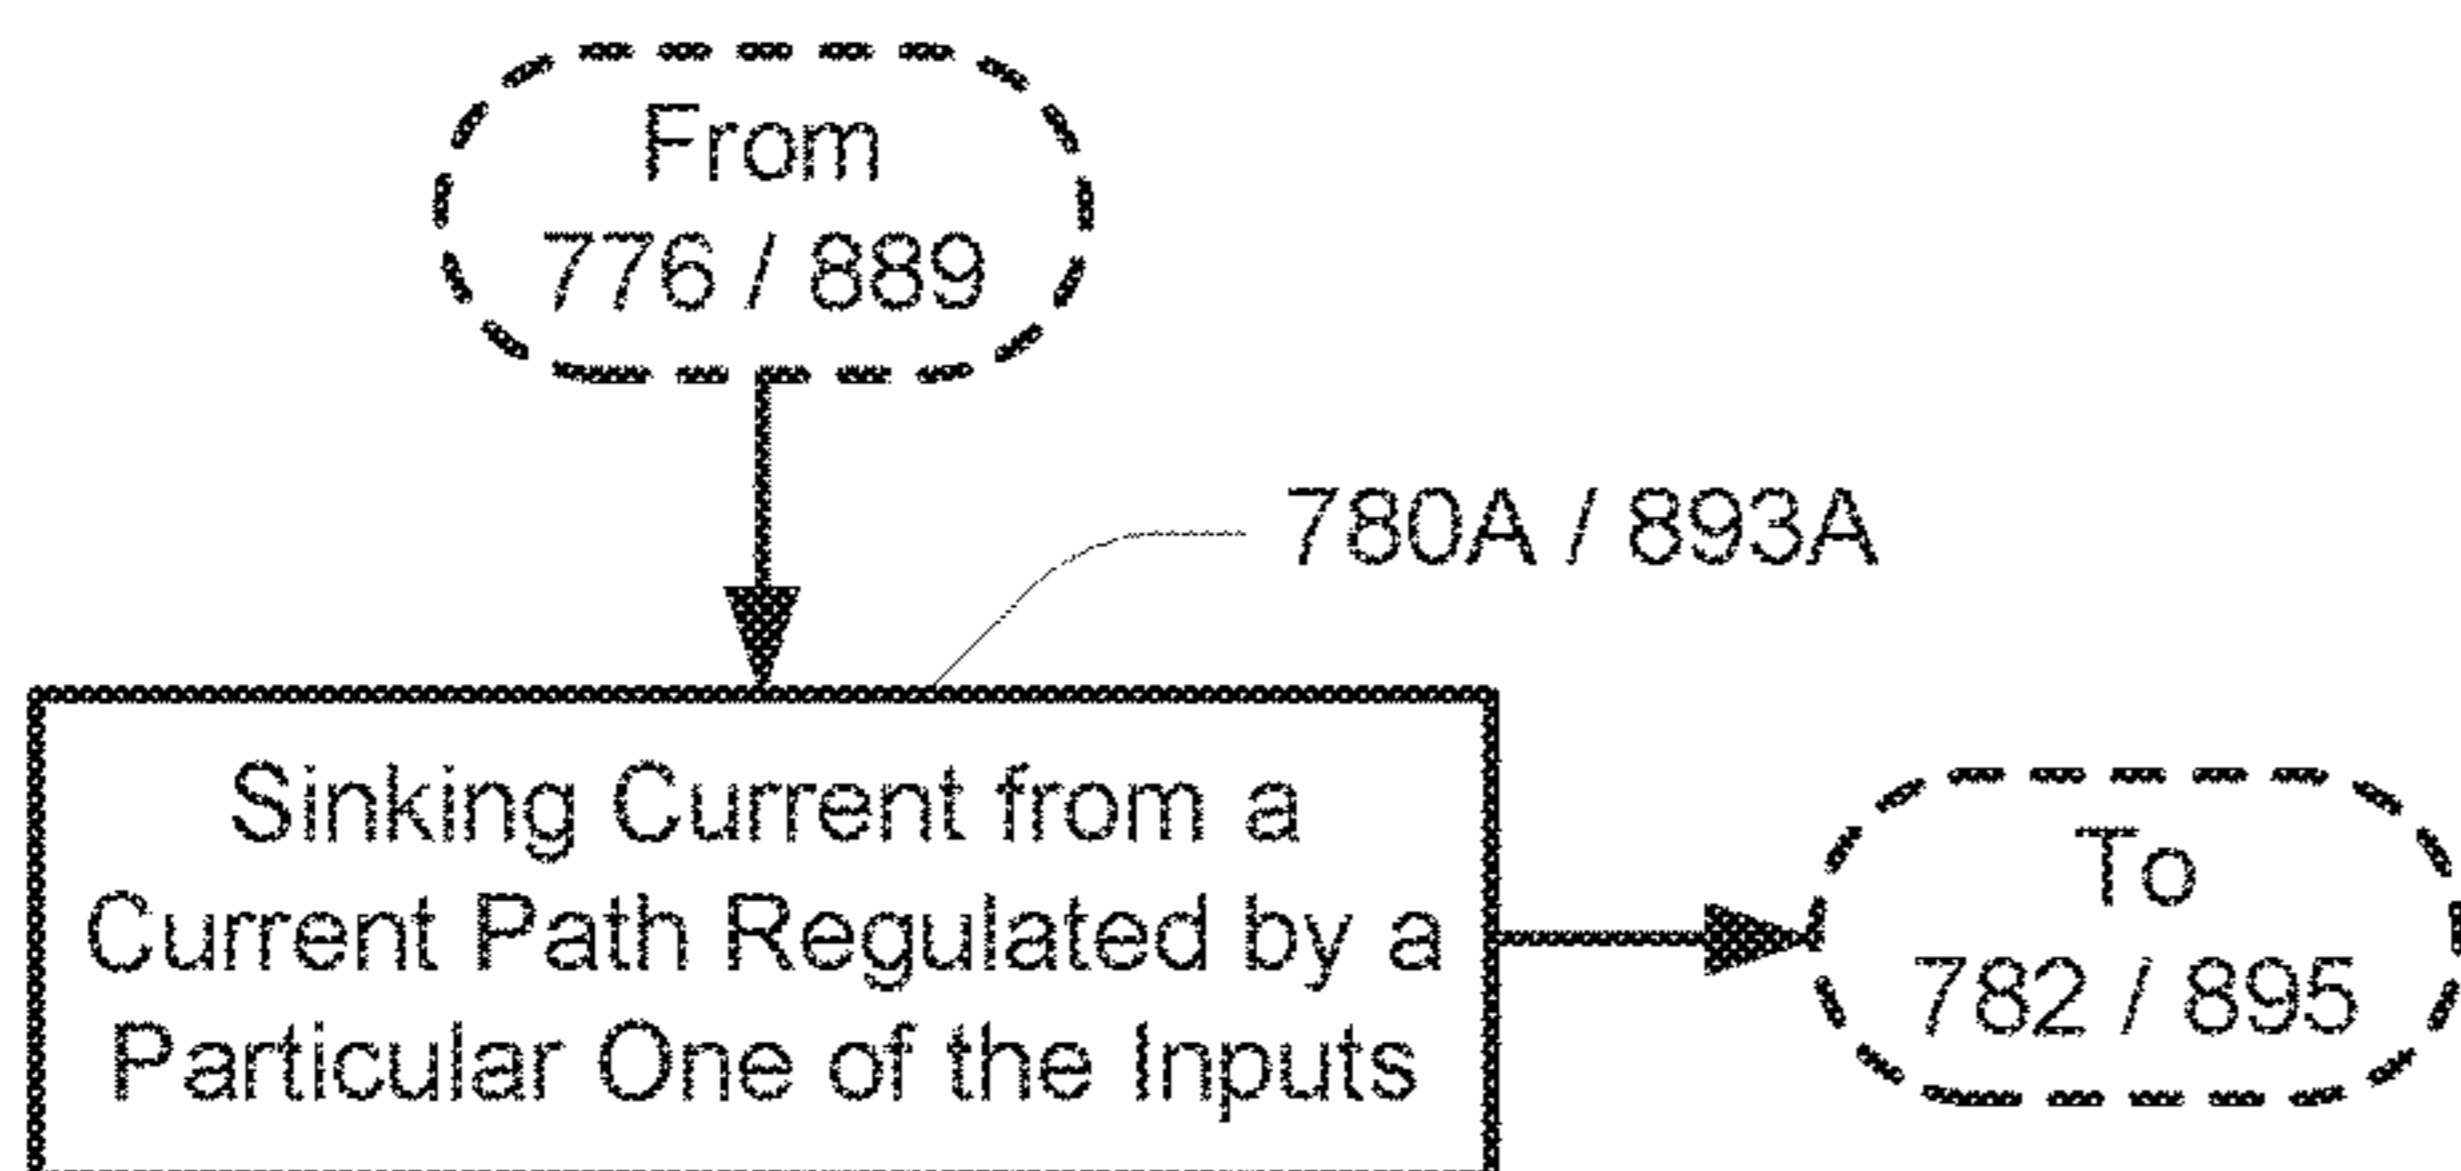 From
776 / 889
780A / 893A
Sinking Current from a
Current Path Regulated by a
Particular One of the Inputs
To
782 / 895